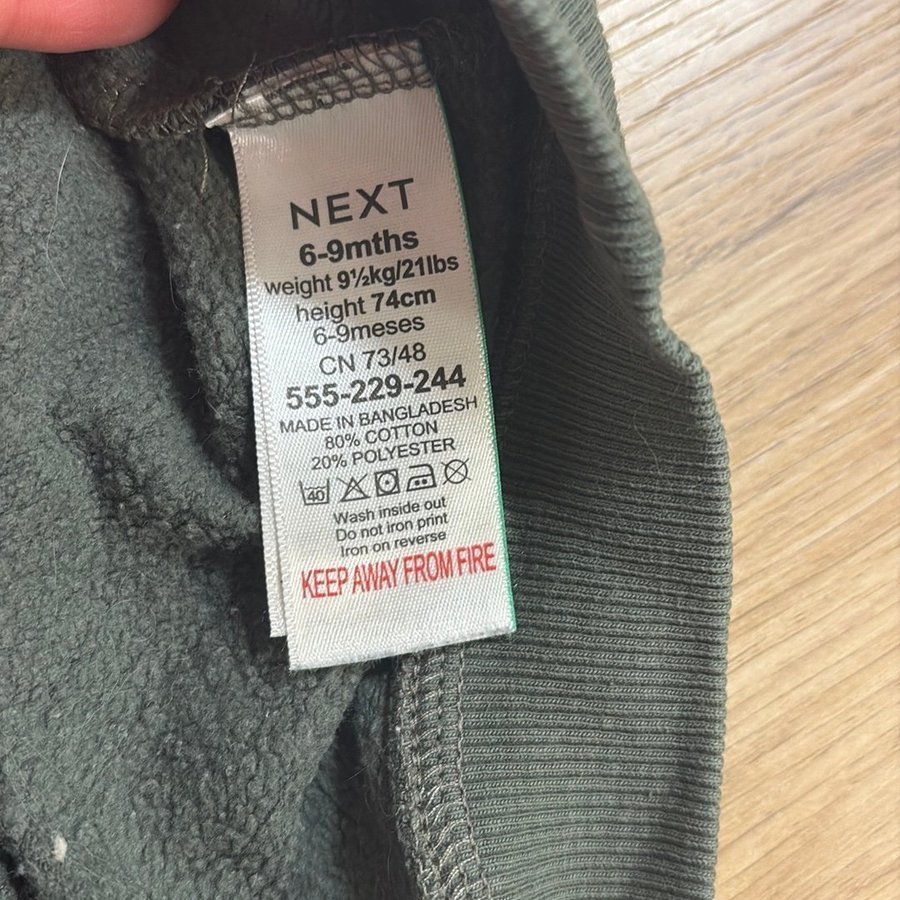 NEXT
6-9mths
weight 9½kg/21lbs
height 74cm
6-9meses
CN 73/48
555-229-244
MADE IN BANGLADESH
80% COTTON
20% POLYESTER
40
Wash inside out
Do not iron print
Iron on reverse
KEEP AWAY FROM FIRE